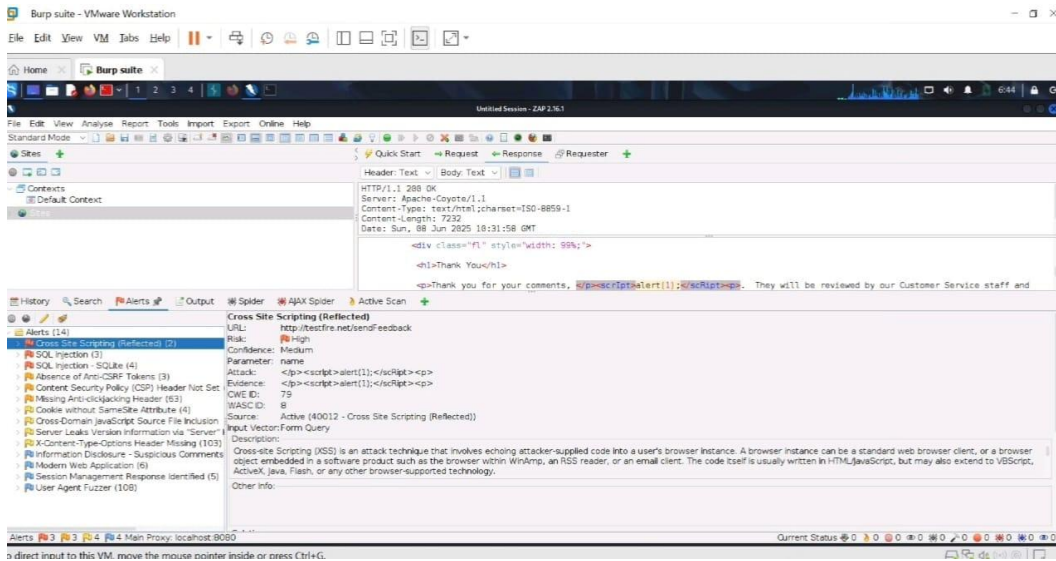 Burp suite - VMware Workstation
File Edit View VM Tabs Help
Home Burp suite
1 2 3 4 6:44
Untitled Session - ZAP 2.16.1
File Edit View Analyse Report Tools Import Export Online Help
Standard Mode
Sites
Quick Start Request Response Requester
Header: Text Body: Text
Contexts
Default Context
Sites
HTTP/1.1 200 OK
Server: Apache-Coyote/1.1
Content-Type: text/html;charset=ISO-8859-1
Content-Length: 7232
Date: Sun, 08 Jun 2025 10:31:58 GMT
<div class="fl" style="width: 99%;">
<h1>Thank You</h1>
<p>Thank you for your comments, </p><scrIpt>alert(1);</scRipt><p>. They will be reviewed by our Customer Service staff and
History Search Alerts Output Spider AJAX Spider Active Scan
Alerts (14)
Cross Site Scripting (Reflected) (2)
SQL Injection (3)
SQL Injection - SQLite (4)
Absence of Anti-CSRF Tokens (3)
Content Security Policy (CSP) Header Not Set
Missing Anti-clickjacking Header (63)
Cookie without SameSite Attribute (4)
Cross-Domain JavaScript Source File Inclusion
Server Leaks Version Information via "Server"
X-Content-Type-Options Header Missing (103)
Information Disclosure - Suspicious Comments
Modern Web Application (6)
Session Management Response Identified (5)
User Agent Fuzzer (108)
Cross Site Scripting (Reflected)
URL: http://testfire.net/sendFeedback
Risk: High
Confidence: Medium
Parameter: name
Attack: </p><scrIpt>alert(1);</scRipt><p>
Evidence: </p><scrIpt>alert(1);</scRipt><p>
CWE ID: 79
WASC ID: 8
Source: Active (40012 - Cross Site Scripting (Reflected))
Input Vector: Form Query
Description:
Cross-site Scripting (XSS) is an attack technique that involves echoing attacker-supplied code into a user's browser instance. A browser instance can be a standard web browser client, or a browser
object embedded in a software product such as the browser within WinAmp, an RSS reader, or an email client. The code itself is usually written in HTML/JavaScript, but may also extend to VBScript,
ActiveX, Java, Flash, or any other browser-supported technology.
Other Info:
Alerts 3 3 4 4 Main Proxy: localhost:8080
Current Status 0 0 0 0 0 0 0 0 0 0
o direct input to this VM, move the mouse pointer inside or press Ctrl+G.